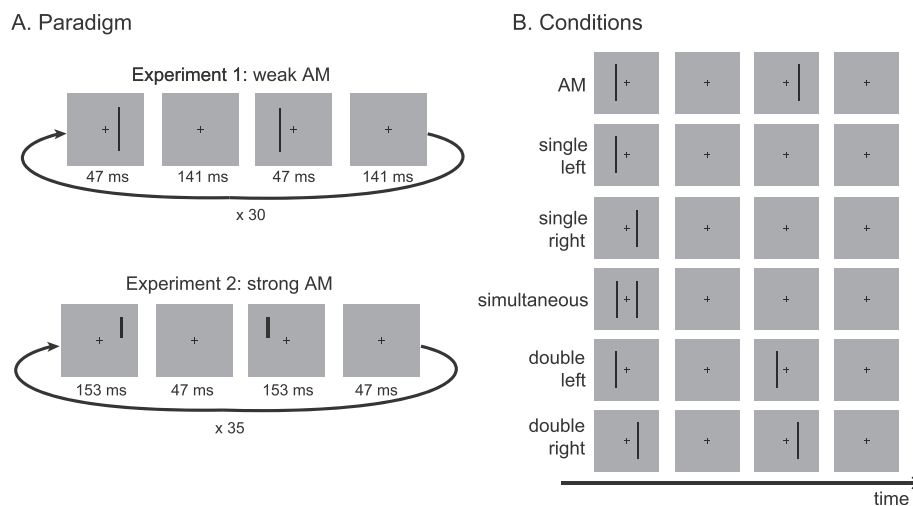 A. Paradigm
Experiment 1: weak AM
47 ms 141 ms 47 ms 141 ms
x 30
Experiment 2: strong AM
153 ms 47 ms 153 ms 47 ms
x 35
B. Conditions
AM
single
left
single
right
simultaneous
double
left
double
right
time